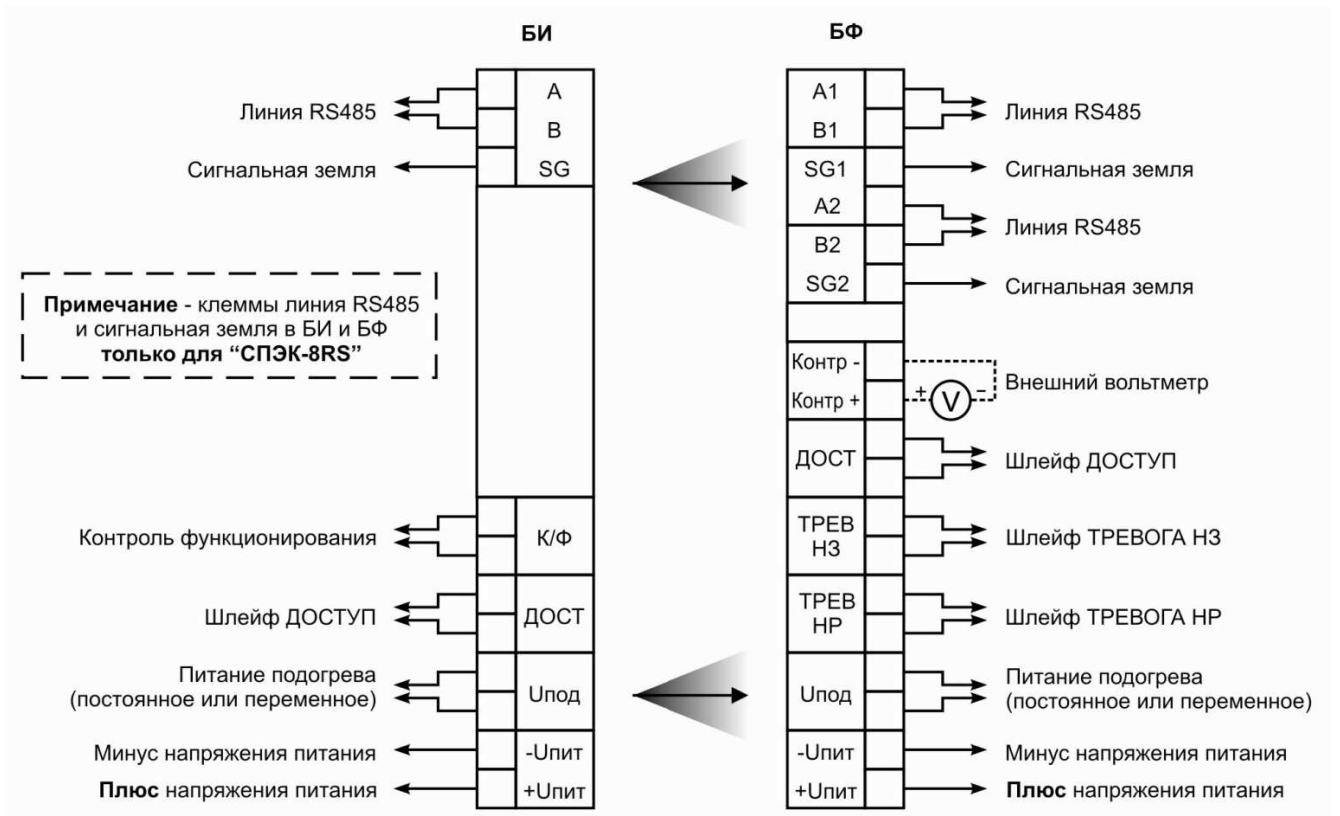 БИ
БФ
Линия RS485
Сигнальная земля
A
B
SG
Примечание - клеммы линия RS485
и сигнальная земля в БИ и БФ
только для “СПЭК-8RS”
Контроль функционирования
К/Ф
Шлейф ДОСТУП
ДОСТ
Питание подогрева
(постоянное или переменное)
Uпод
Минус напряжения питания
-Uпит
Плюс напряжения питания
+Uпит
A1
B1
Линия RS485
SG1
Сигнальная земля
A2
B2
Линия RS485
SG2
Сигнальная земля
Контр -
Контр +
+ V −
Внешний вольтметр
ДОСТ
Шлейф ДОСТУП
ТРЕВ
НЗ
Шлейф ТРЕВОГА НЗ
ТРЕВ
НР
Шлейф ТРЕВОГА НР
Uпод
Питание подогрева
(постоянное или переменное)
-Uпит
Минус напряжения питания
+Uпит
Плюс напряжения питания